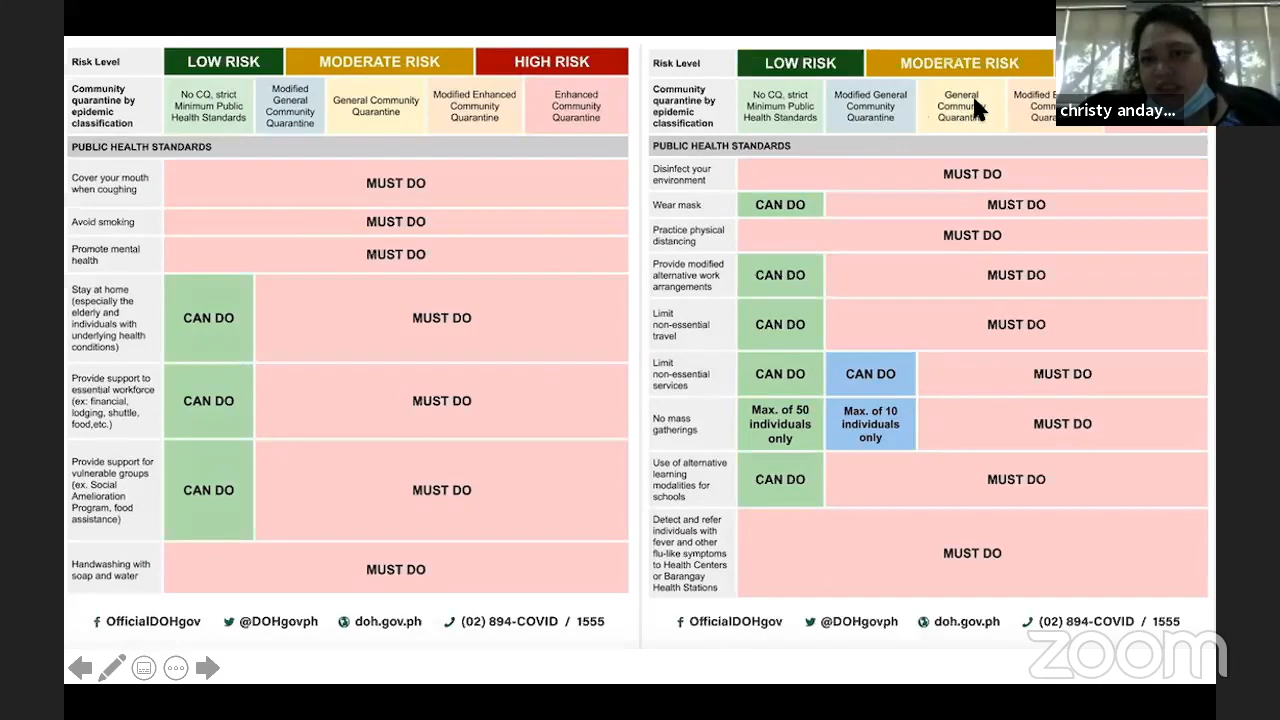 Risk Level
LOW RISK
MODERATE RISK
HIGH RISK
Community
quarantine by
epidemic
classification
No CQ, strict
Minimum Public
Health Standards
Modified
General
Community
Quarantine
General Community
Quarantine
Modified Enhanced
Community
Quarantine
Enhanced
Community
Quarantine
PUBLIC HEALTH STANDARDS
Cover your mouth
when coughing
MUST DO
Avoid smoking
MUST DO
Promote mental
health
MUST DO
Stay at home
(especially the
elderly and
individuals with
underlying health
conditions)
CAN DO
MUST DO
Provide support to
essential workforce
(ex: financial,
lodging, shuttle,
food,etc.)
CAN DO
MUST DO
Provide support for
vulnerable groups
(ex. Social
Amelioration
Program, food
assistance)
CAN DO
MUST DO
Handwashing with
soap and water
MUST DO
OfficialDOHgov @DOHgovph doh.gov.ph (02) 894-COVID / 1555
Risk Level
LOW RISK
MODERATE RISK
Community
quarantine by
epidemic
classification
No CQ, strict
Minimum Public
Health Standards
Modified General
Community
Quarantine
General
Community
Quarantine
Modified
PUBLIC HEALTH STANDARDS
Disinfect your
environment
MUST DO
Wear mask
CAN DO
MUST DO
Practice physical
distancing
MUST DO
Provide modified
alternative work
arrangements
CAN DO
MUST DO
Limit
non-essential
travel
CAN DO
MUST DO
Limit
non-essential
services
CAN DO
CAN DO
MUST DO
No mass
gatherings
Max. of 50
individuals
only
Max. of 10
individuals
only
MUST DO
Use of alternative
learning
modalities for
schools
CAN DO
MUST DO
Detect and refer
individuals with
fever and other
flu-like symptoms
to Health Centers
or Barangay
Health Stations
MUST DO
OfficialDOHgov @DOHgovph doh.gov.ph (02) 894-COVID / 1555
christy anday...
zoom